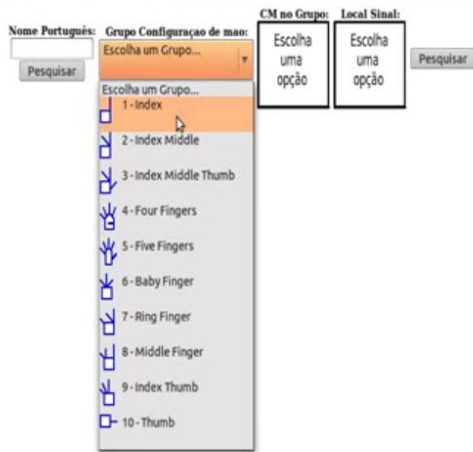 Nome Português:
Pesquisar
Grupo Configuraçao de mao:
Escolha um Grupo...
Escolha um Grupo...
1-Index
2-Index Middle
3-Index Middle Thumb
4-Four Fingers
5-Five Fingers
6-Baby Finger
7-Ring Finger
8-Middle Finger
9-Index Thumb
10-Thumb
CM no Grupo:
Escolha
uma
opção
Local Sinal:
Escolha
uma
opção
Pesquisar